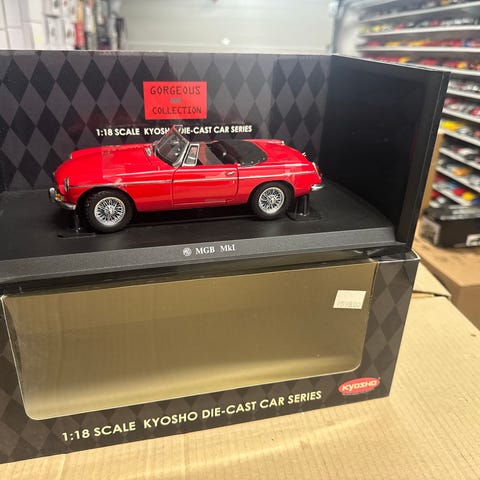 GORGEOUS
COLLECTION
1:18 SCALE KYOSHO DIE-CAST CAR SERIES
MG MGB MkI
KYOSHO
1:18 SCALE KYOSHO DIE-CAST CAR SERIES